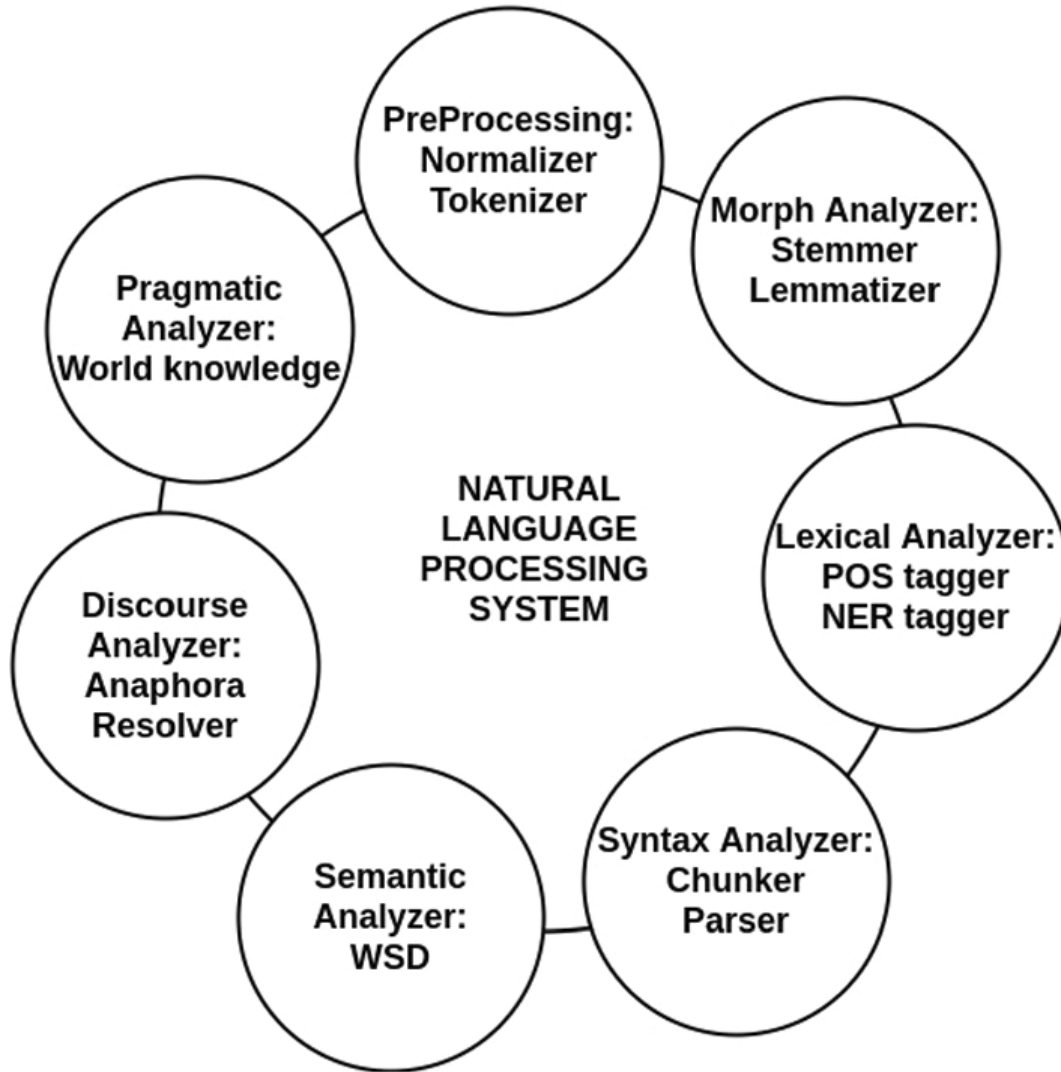 PreProcessing:
Normalizer
Tokenizer
Morph Analyzer:
Stemmer
Lemmatizer
Lexical Analyzer:
POS tagger
NER tagger
Syntax Analyzer:
Chunker
Parser
Semantic
Analyzer:
WSD
Discourse
Analyzer:
Anaphora
Resolver
Pragmatic
Analyzer:
World knowledge
NATURAL
LANGUAGE
PROCESSING
SYSTEM